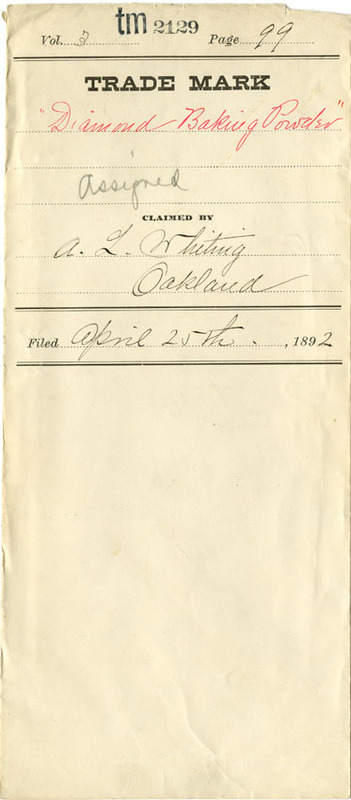 tm 2129
Vol. 3 Page 99
TRADE MARK
"Diamond Baking Powder"
Assigned
CLAIMED BY
A. L. Whiting
Oakland
Filed April 25th. , 1892